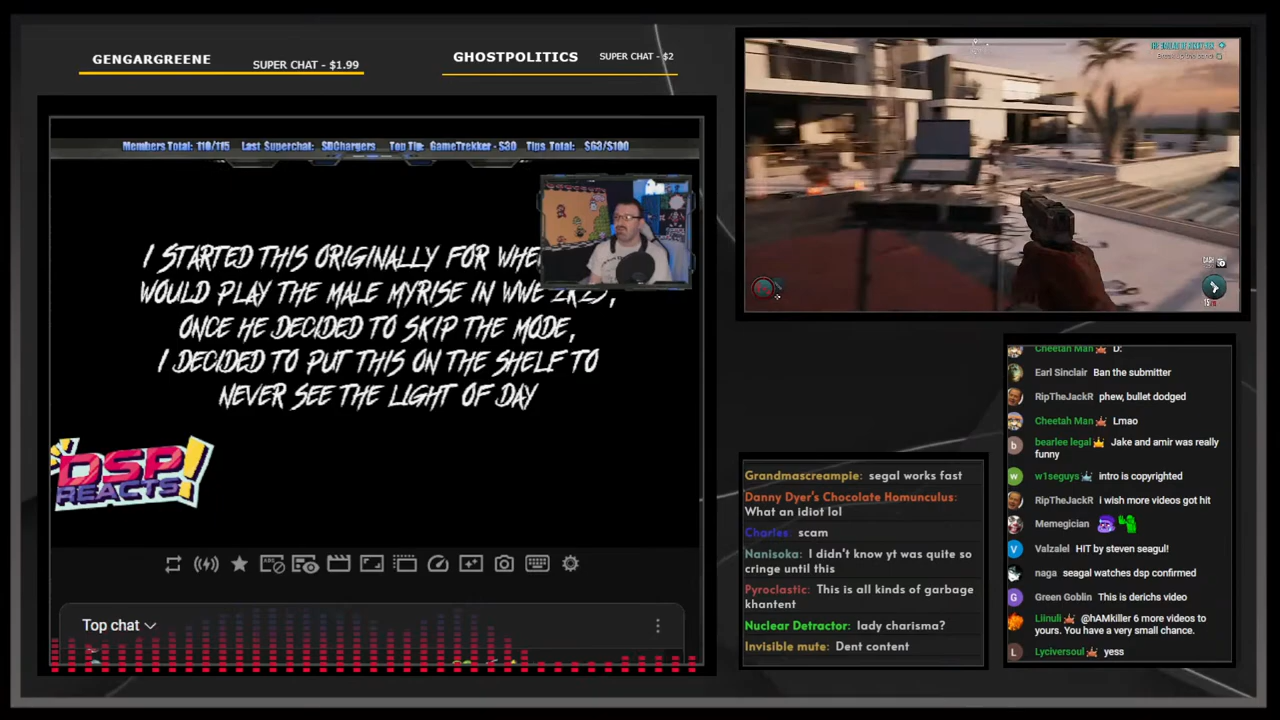 GENGARGREENE
SUPER CHAT - $1.99
GHOSTPOLITICS
SUPER CHAT - $2
Members Total: 110/115 Last Superchat: SDChargers Top Tip: GameTrekker - $30 Tips Total: $63/$100
I STARTED THIS ORIGINALLY FOR
WOULD PLAY THE MALE MYRISE IN WWE
ONCE HE DECIDED TO SKIP THE MODE,
I DECIDED TO PUT THIS ON THE SHELF TO
NEVER SEE THE LIGHT OF DAY
DSP
REACTS!
Top chat
CASH
Grandmascreampie: segal works fast
Danny Dyer's Chocolate Homunculus:
What an idiot lol
Charles: scam
Nanisoka: I didn't know yt was quite so
cringe until this
Pyroclastic: This is all kinds of garbage
khantent
Nuclear Detractor: lady charisma?
Invisible mute: Dent content
Cheetah Man D:
Earl Sinclair Ban the submitter
RipTheJackR phew, bullet dodged
Cheetah Man Lmao
bearlee legal Jake and amir was really
funny
w1seguys intro is copyrighted
RipTheJackR i wish more videos got hit
Memegician
Valzalel HIT by steven seagul!
naga seagal watches dsp confirmed
Green Goblin This is derichs video
Liinuli @hAMkiller 6 more videos to
yours. You have a very small chance.
Lyciversoul yess